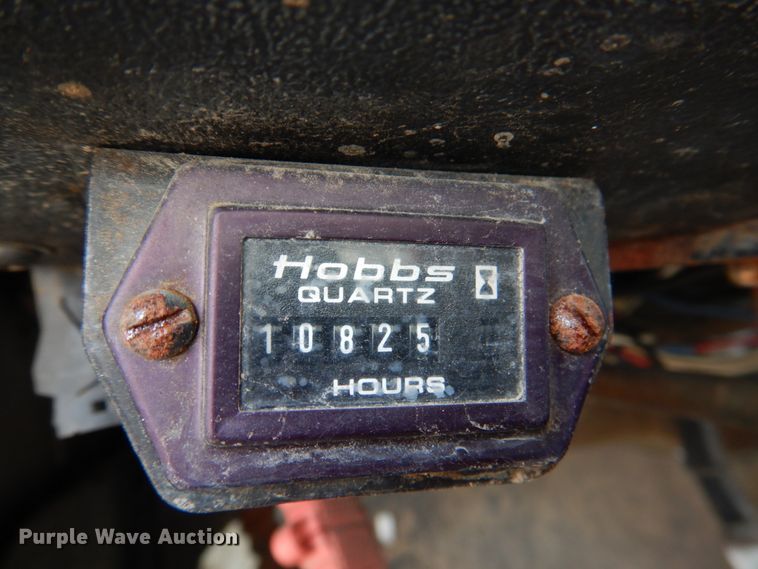 Hobbs
QUARTZ
10825
HOURS
Purple Wave Auction